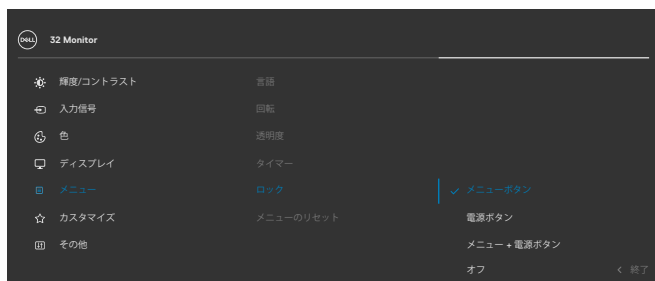 DELL 32 Monitor
輝度/コントラスト 言語
入力信号 回転
色 透明度
ディスプレイ タイマー
メニュー ロック メニューボタン
カスタマイズ メニューのリセット 電源ボタン
その他 メニュー + 電源ボタン
オフ 終了